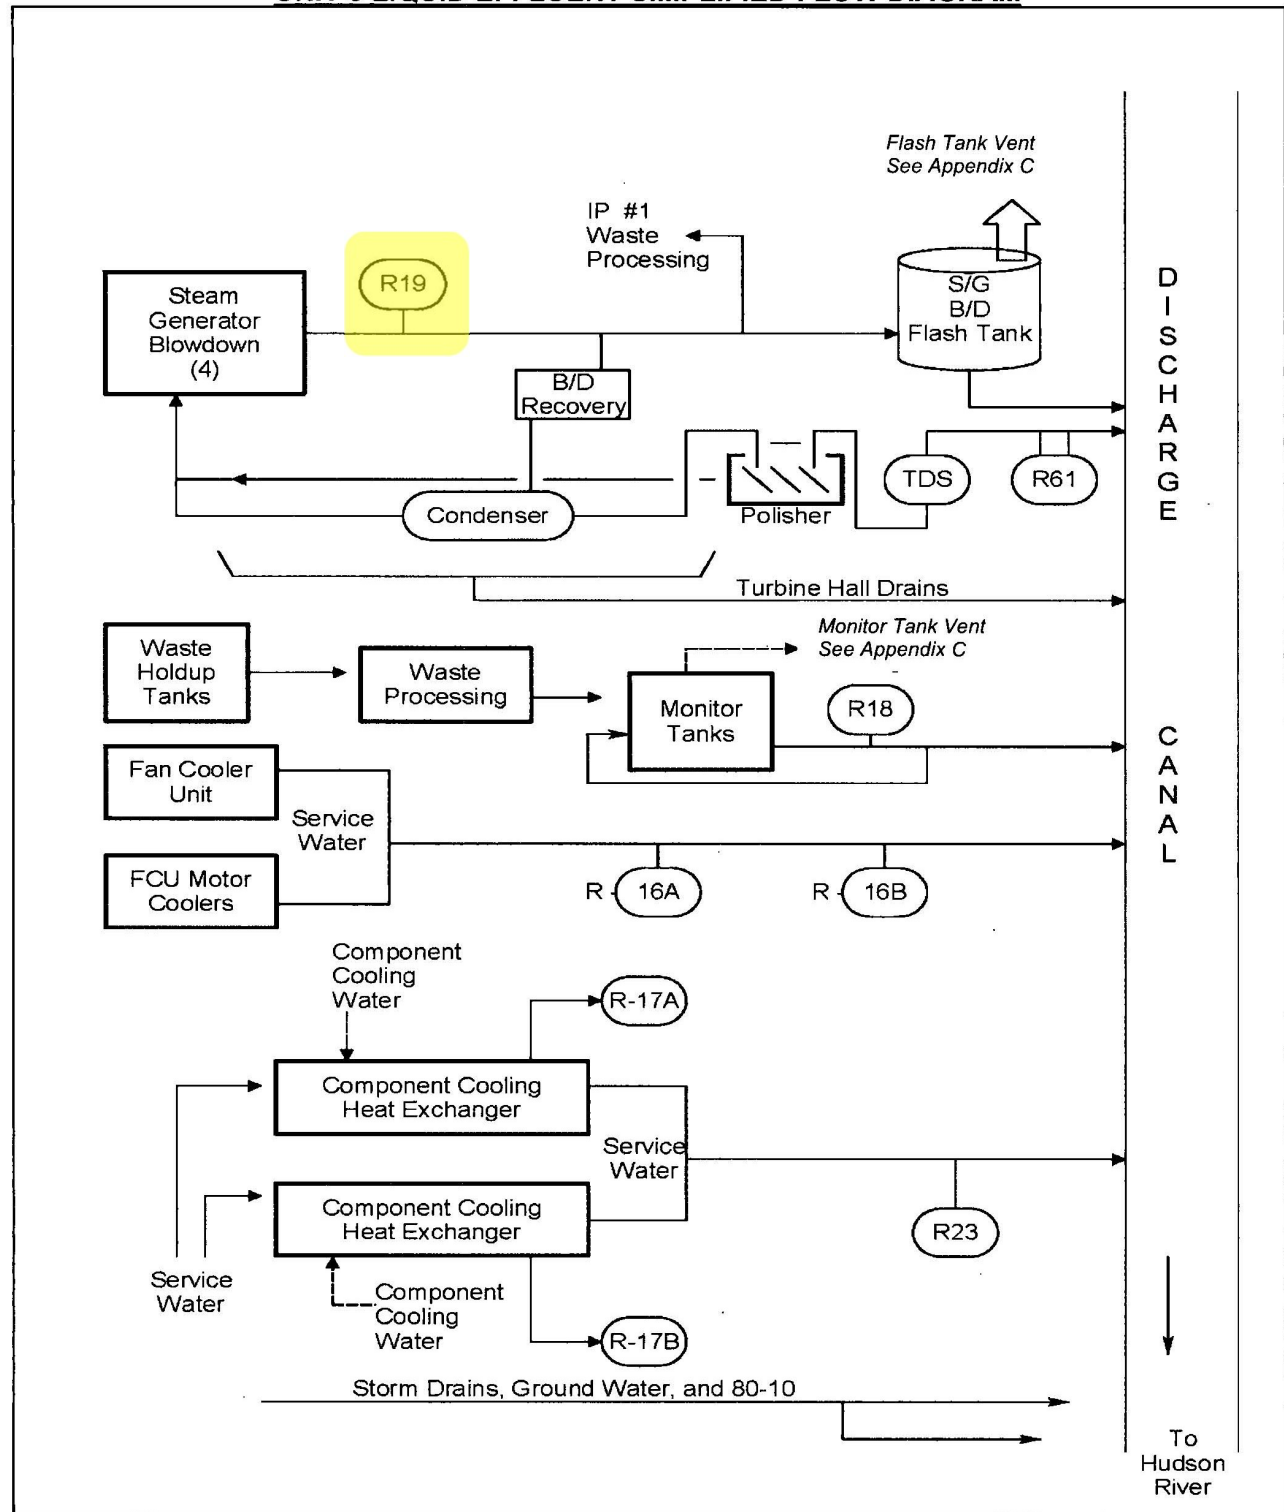 Flash Tank Vent
See Appendix C
IP #1
Waste
Processing
R19
Steam
Generator
Blowdown
(4)
S/G
B/D
Flash Tank
B/D
Recovery
TDS
R61
Condenser
Polisher
Turbine Hall Drains
Waste
Holdup
Tanks
Waste
Processing
Monitor Tank Vent
See Appendix C
Monitor
Tanks
R18
Fan Cooler
Unit
Service
Water
FCU Motor
Coolers
R
16A
R
16B
Component
Cooling
Water
R-17A
Component Cooling
Heat Exchanger
Service
Water
Component Cooling
Heat Exchanger
R23
Service
Water
Component
Cooling
Water
R-17B
Storm Drains, Ground Water, and 80-10
DISCHARGE
CANAL
To
Hudson
River